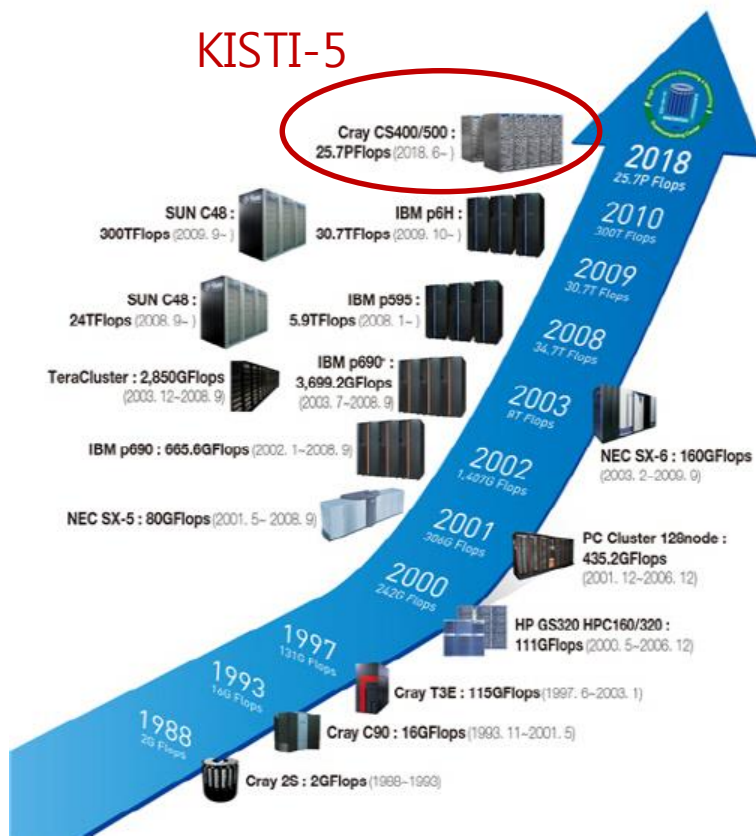 KISTI-5
Cray CS400/500 :
25.7PFlops (2018. 6~ )
SUN C48 :
300TFlops (2009. 9~ )
IBM p6H :
30.7TFlops (2009. 10~ )
SUN C48 :
24TFlops (2008. 9~ )
IBM p595 :
5.9TFlops (2008. 1~ )
TeraCluster : 2,850GFlops
(2003. 12~2008. 9)
IBM p690+ :
3,699.2GFlops
(2003. 7~2008. 9)
IBM p690 : 665.6GFlops (2002. 1~2008. 9)
NEC SX-5 : 80GFlops (2001. 5~ 2008. 9)
NEC SX-6 : 160GFlops
(2003. 2~2009. 9)
PC Cluster 128node :
435.2GFlops
(2001. 12~2006. 12)
HP GS320 HPC160/320 :
111GFlops (2000. 5~2006. 12)
Cray T3E : 115GFlops (1997. 6~2003. 1)
Cray C90 : 16GFlops (1993. 11~2001. 5)
Cray 2S : 2GFlops (1988~1993)
2018
25.7P Flops
2010
300T Flops
2009
30.7T Flops
2008
34.7T Flops
2003
8T Flops
2002
1,407G Flops
2001
306G Flops
2000
242G Flops
1997
131G Flops
1993
16G Flops
1988
2G Flops